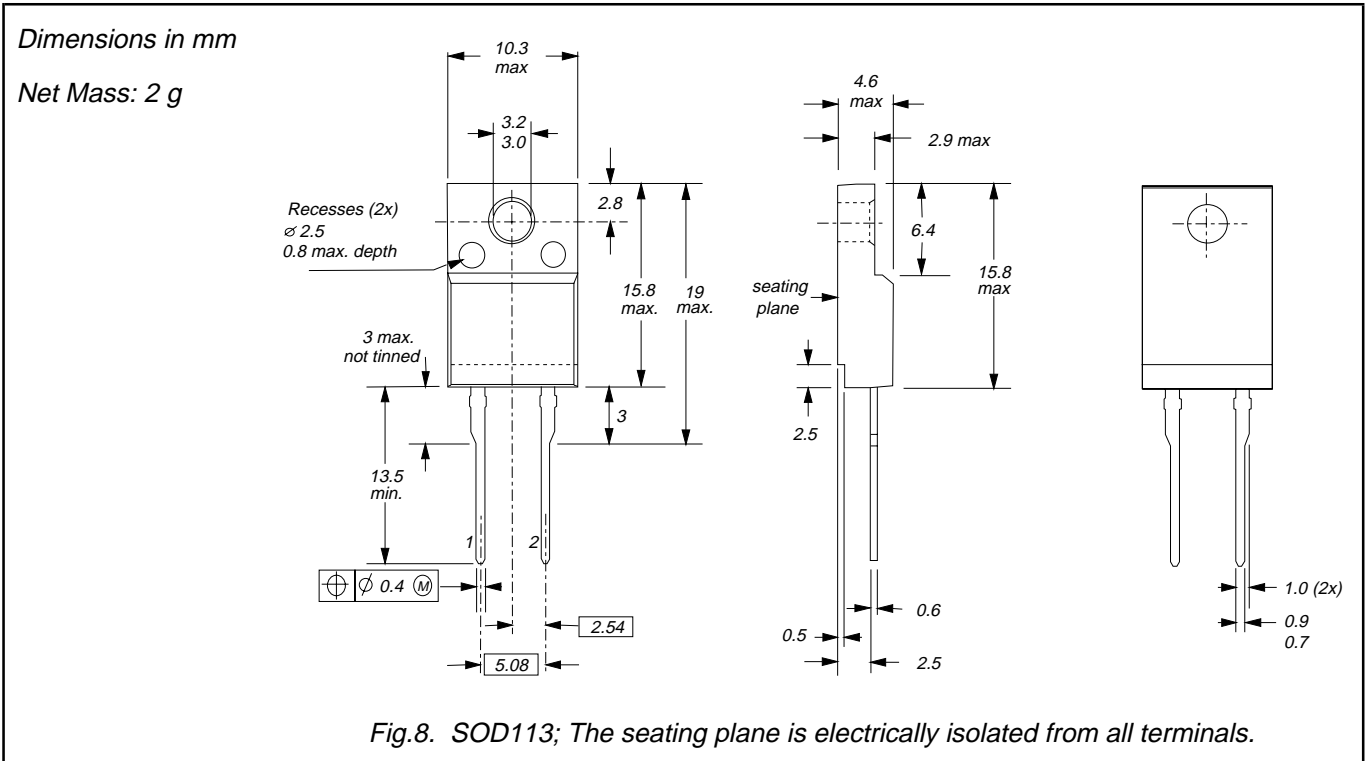 Dimensions in mm
Net Mass: 2 g
10.3
max
3.2
3.0
2.8
Recesses (2x)
⌀ 2.5
0.8 max. depth
15.8
max.
19
max.
3 max.
not tinned
3
13.5
min.
1
2
⌖ ⌀ 0.4 Ⓜ
2.54
5.08
4.6
max
2.9 max
6.4
15.8
max
seating
plane
2.5
0.6
0.5
2.5
1.0 (2x)
0.9
0.7
Fig.8. SOD113; The seating plane is electrically isolated from all terminals.